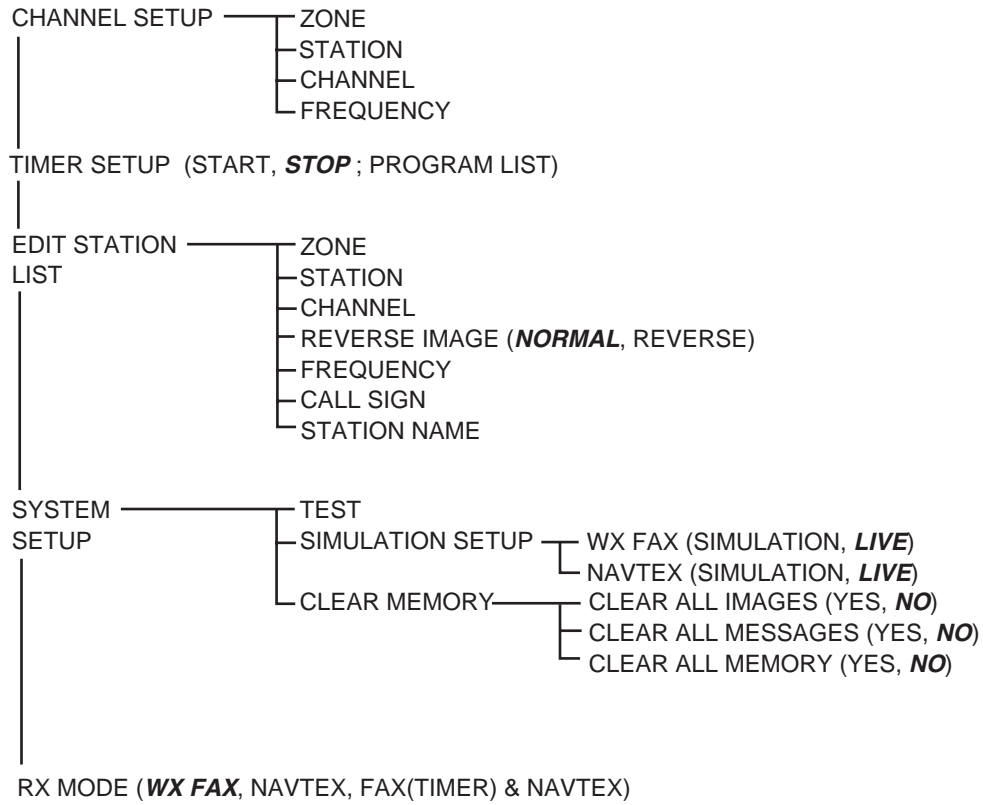 CHANNEL SETUP ZONE
STATION
CHANNEL
FREQUENCY
TIMER SETUP (START, STOP ; PROGRAM LIST)
EDIT STATION ZONE
LIST STATION
CHANNEL
REVERSE IMAGE (NORMAL, REVERSE)
FREQUENCY
CALL SIGN
STATION NAME
SYSTEM TEST
SETUP SIMULATION SETUP WX FAX (SIMULATION, LIVE)
NAVTEX (SIMULATION, LIVE)
CLEAR MEMORY CLEAR ALL IMAGES (YES, NO)
CLEAR ALL MESSAGES (YES, NO)
CLEAR ALL MEMORY (YES, NO)
RX MODE (WX FAX, NAVTEX, FAX(TIMER) & NAVTEX)